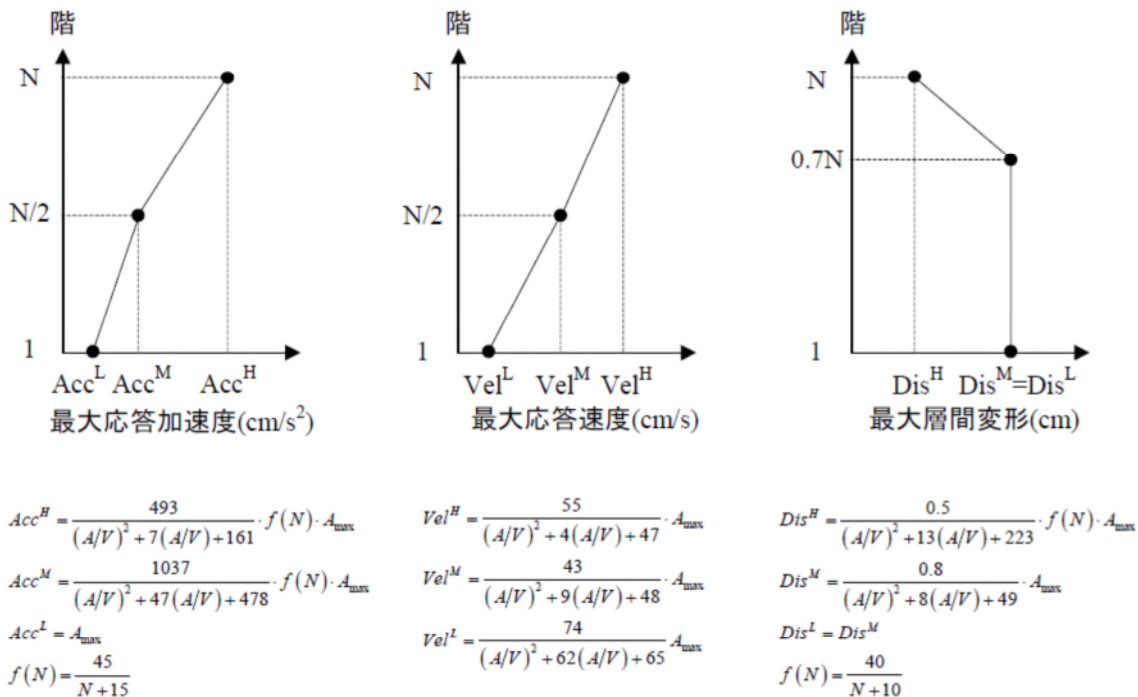 階
N
N/2
1
Acc^L Acc^M Acc^H
最大応答加速度(cm/s²)
階
N
N/2
1
Vel^L Vel^M Vel^H
最大応答速度(cm/s)
階
N
0.7N
1
Dis^H Dis^M=Dis^L
最大層間変形(cm)
Acc^H = 493 / ((A/V)² + 7(A/V) + 161) · f(N) · A_max
Acc^M = 1037 / ((A/V)² + 47(A/V) + 478) · f(N) · A_max
Acc^L = A_max
f(N) = 45 / (N + 15)
Vel^H = 55 / ((A/V)² + 4(A/V) + 47) · A_max
Vel^M = 43 / ((A/V)² + 9(A/V) + 48) · A_max
Vel^L = 74 / ((A/V)² + 62(A/V) + 65) A_max
Dis^H = 0.5 / ((A/V)² + 13(A/V) + 223) · f(N) · A_max
Dis^M = 0.8 / ((A/V)² + 8(A/V) + 49) · A_max
Dis^L = Dis^M
f(N) = 40 / (N + 10)